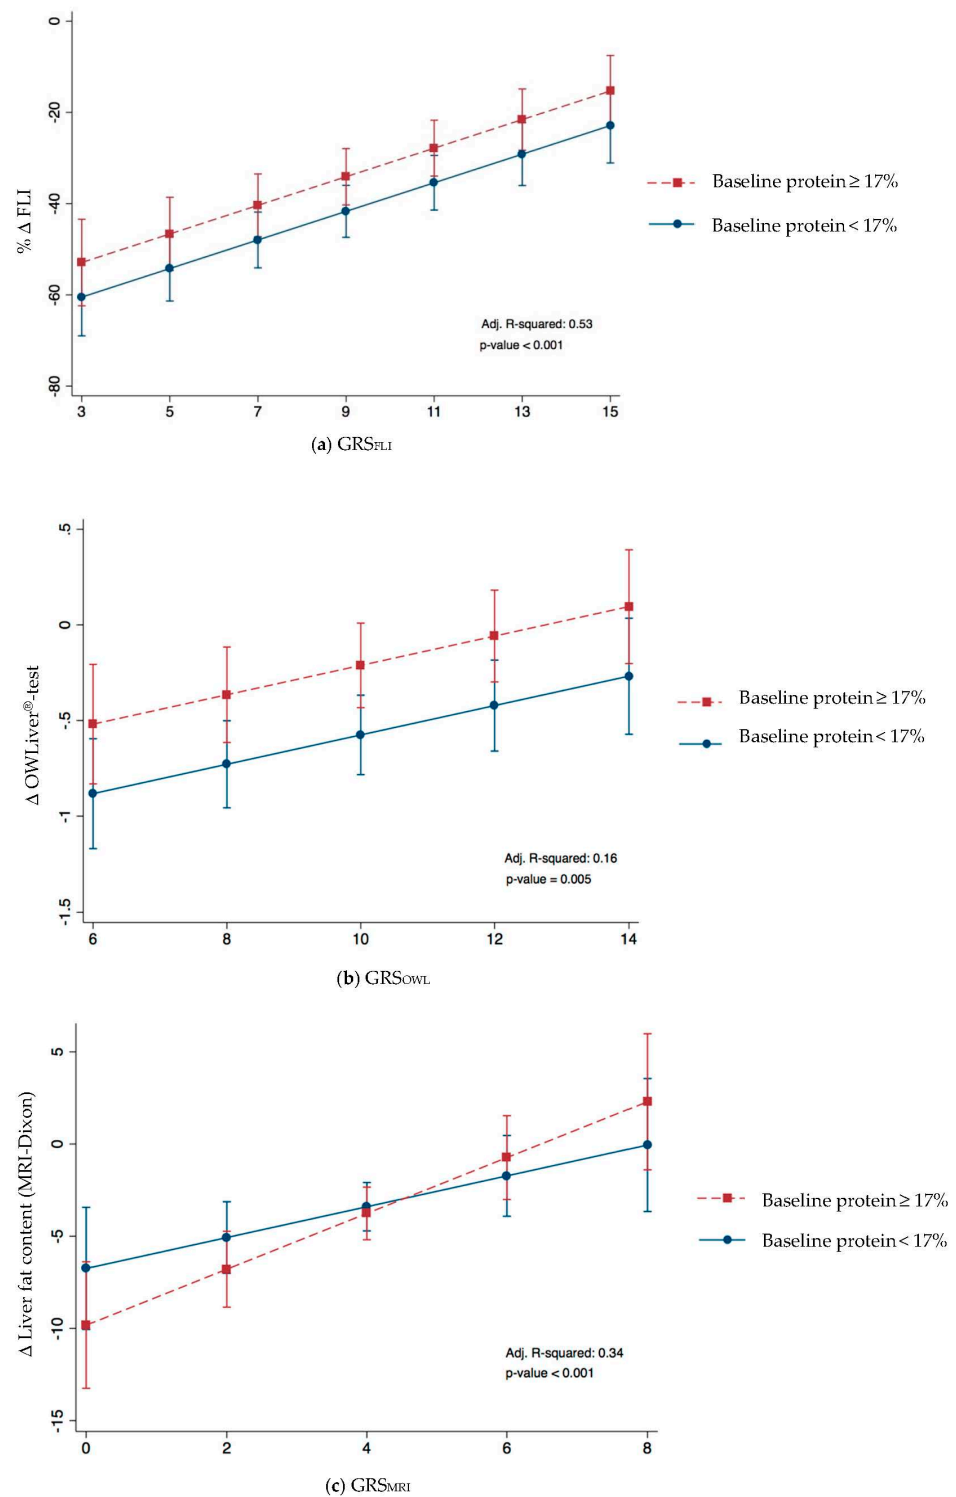 0
-20
-40
-60
-80
% Δ FLI
3 5 7 9 11 13 15
Baseline protein ≥ 17%
Baseline protein < 17%
Adj. R-squared: 0.53
p-value < 0.001
(a) GRSFLI
.5
0
-.5
-1
-1.5
Δ OWLiver®-test
6 8 10 12 14
Baseline protein ≥ 17%
Baseline protein < 17%
Adj. R-squared: 0.16
p-value = 0.005
(b) GRSOWL
5
0
-5
-10
-15
Δ Liver fat content (MRI-Dixon)
0 2 4 6 8
Baseline protein ≥ 17%
Baseline protein < 17%
Adj. R-squared: 0.34
p-value < 0.001
(c) GRSMRI